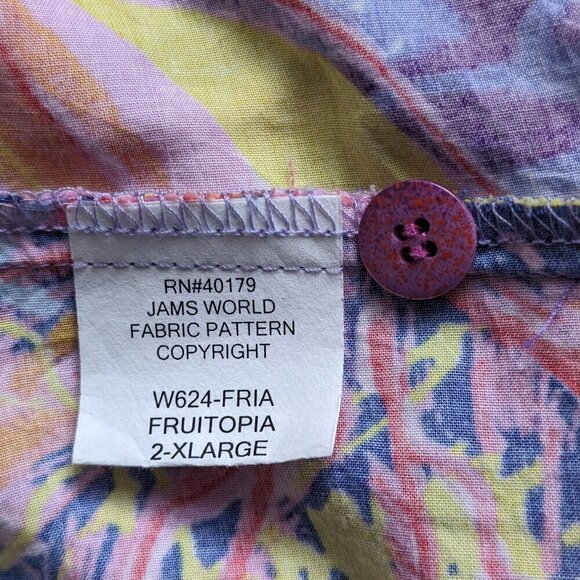 RN#40179
JAMS WORLD
FABRIC PATTERN
COPYRIGHT
W624-FRIA
FRUITOPIA
2-XLARGE